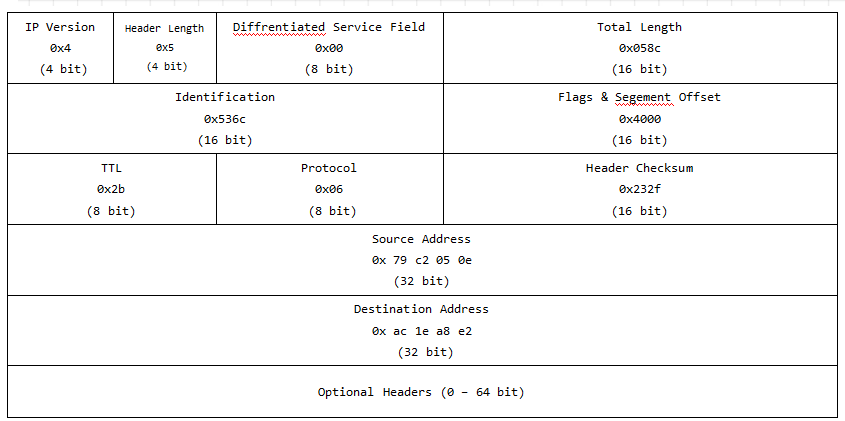 IP Version
0x4
(4 bit)
Header Length
0x5
(4 bit)
Diffrentiated Service Field
0x00
(8 bit)
Total Length
0x058c
(16 bit)
Identification
0x536c
(16 bit)
Flags & Segement Offset
0x4000
(16 bit)
TTL
0x2b
(8 bit)
Protocol
0x06
(8 bit)
Header Checksum
0x232f
(16 bit)
Source Address
0x 79 c2 05 0e
(32 bit)
Destination Address
0x ac 1e a8 e2
(32 bit)
Optional Headers (0 – 64 bit)